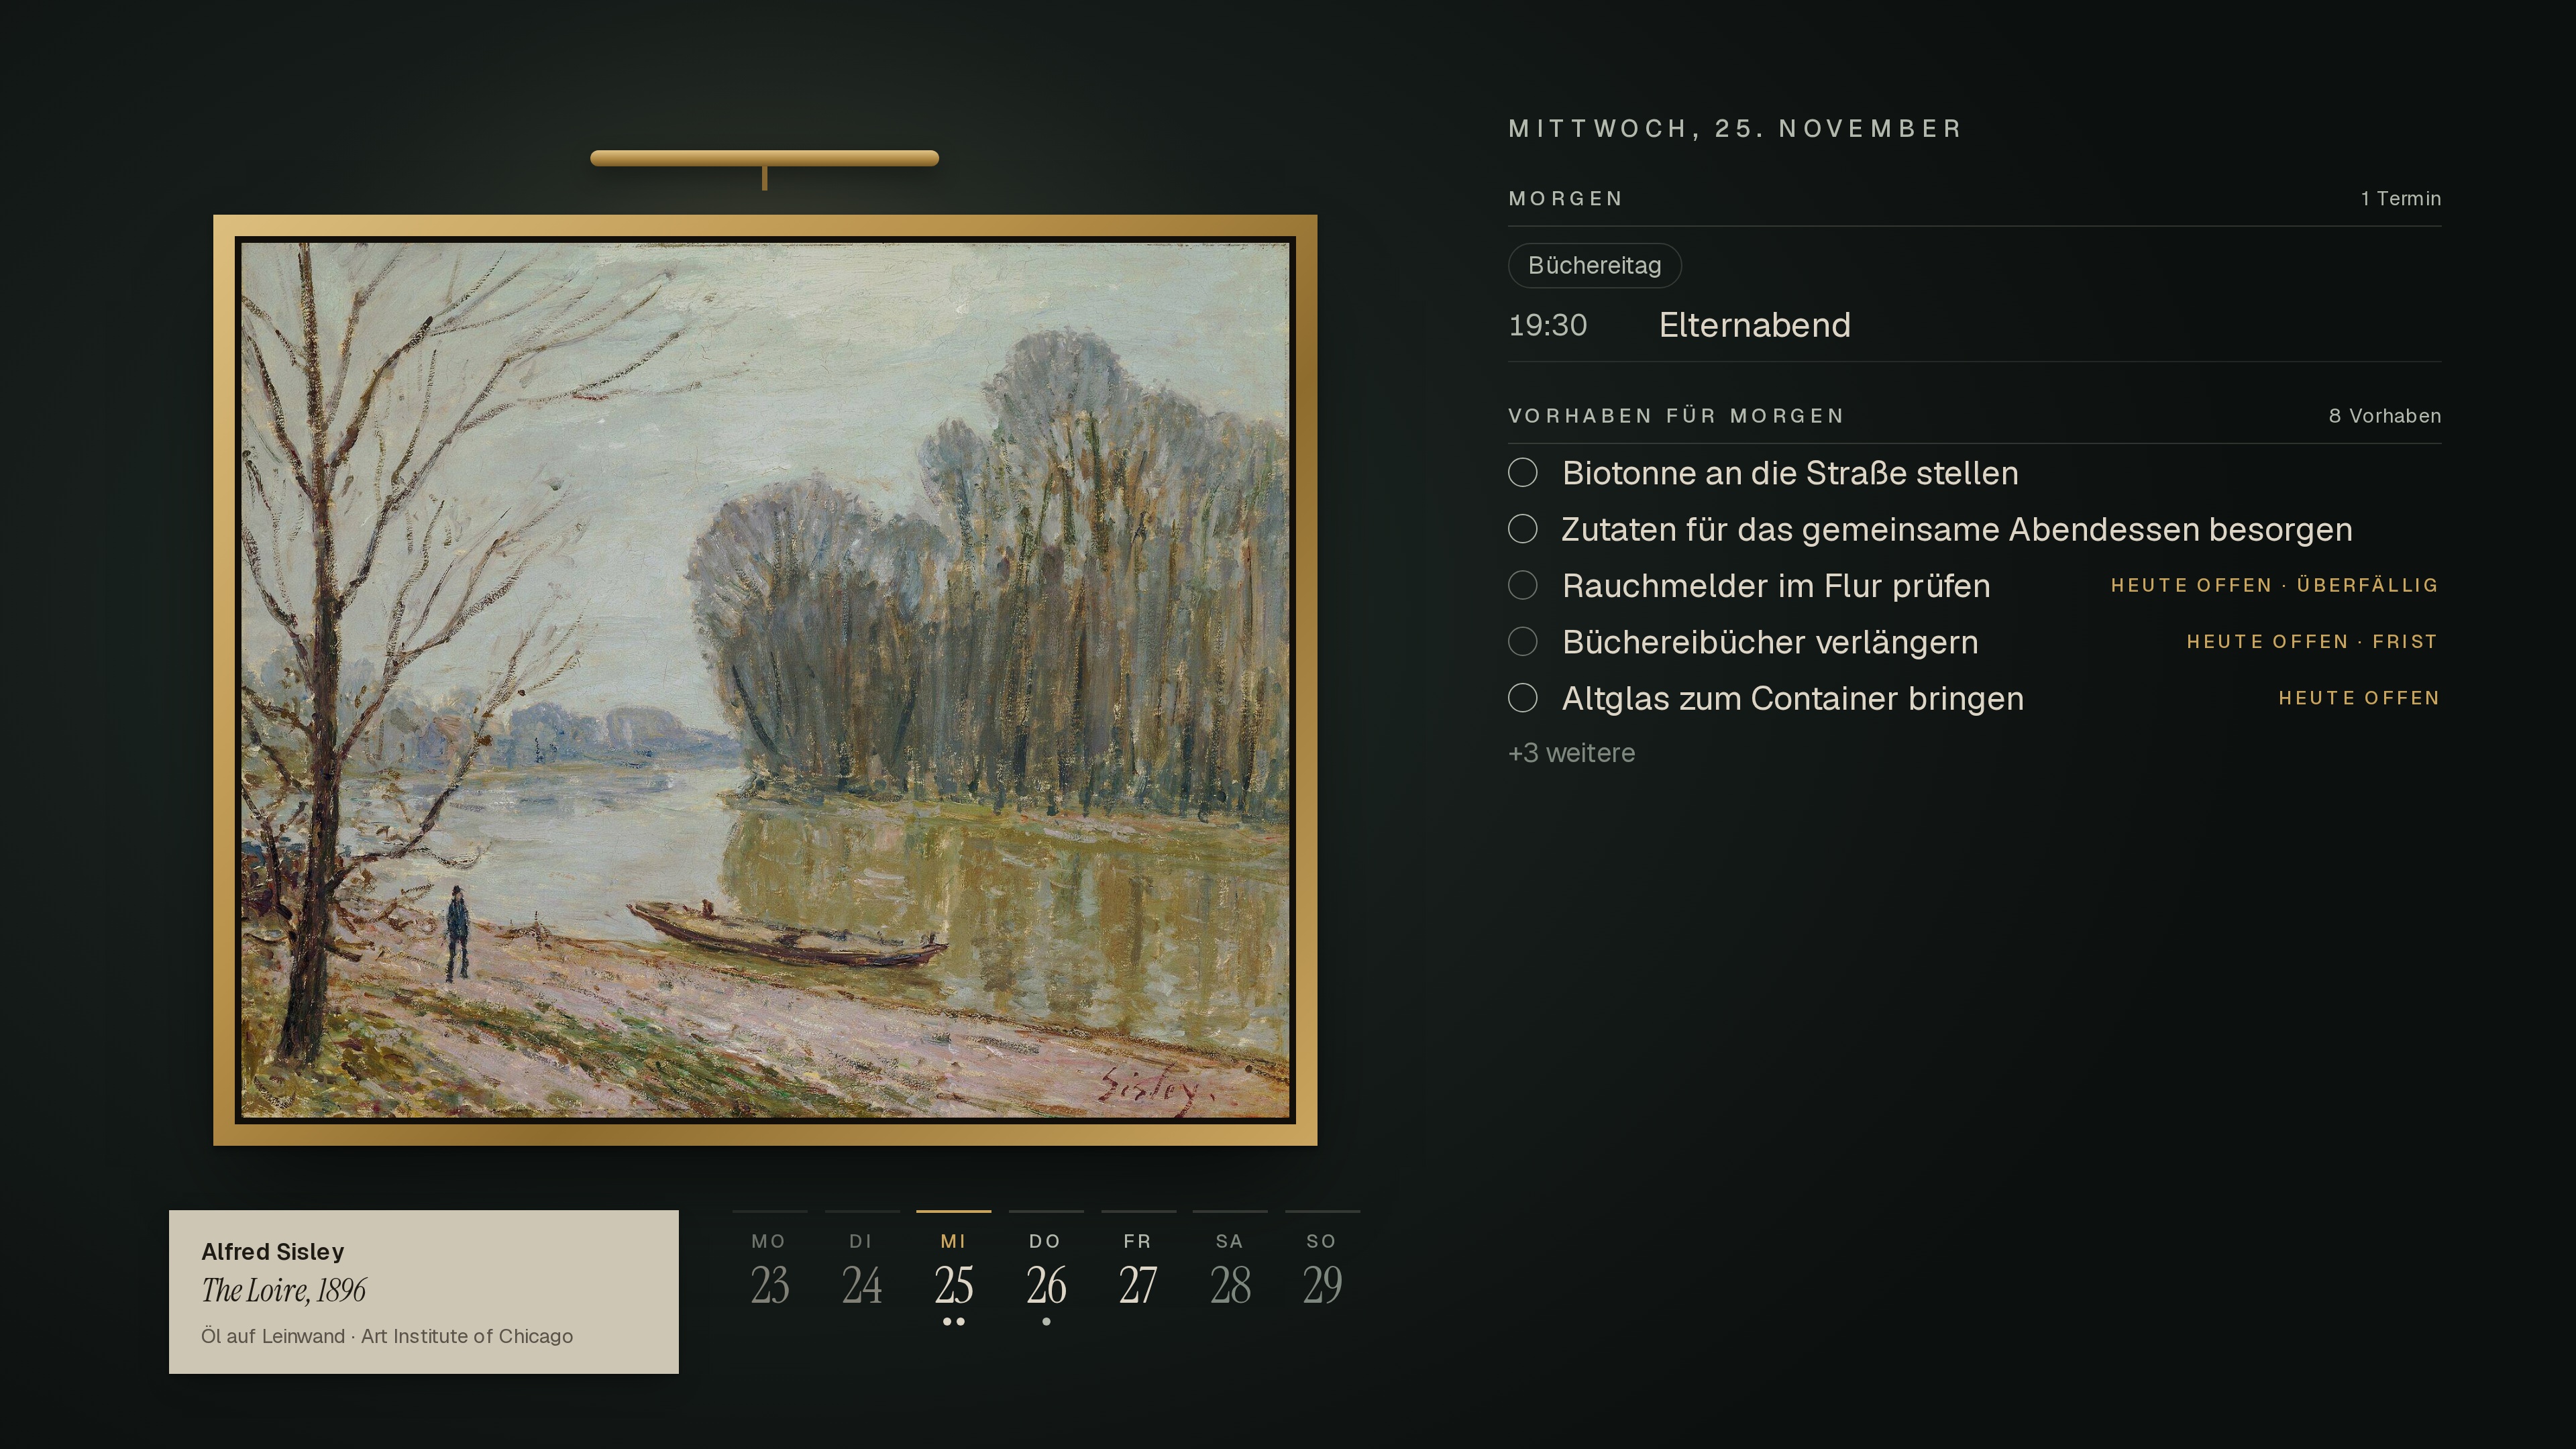 MITTWOCH, 25. NOVEMBER
MORGEN 1 Termin
Büchereitag
19:30 Elternabend
VORHABEN FÜR MORGEN 8 Vorhaben
Biotonne an die Straße stellen
Zutaten für das gemeinsame Abendessen besorgen
Rauchmelder im Flur prüfen HEUTE OFFEN · ÜBERFÄLLIG
Büchereibücher verlängern HEUTE OFFEN · FRIST
Altglas zum Container bringen HEUTE OFFEN
+3 weitere
Sisley.
Alfred Sisley
The Loire, 1896
Öl auf Leinwand · Art Institute of Chicago
MO DI MI DO FR SA SO
23 24 25 26 27 28 29